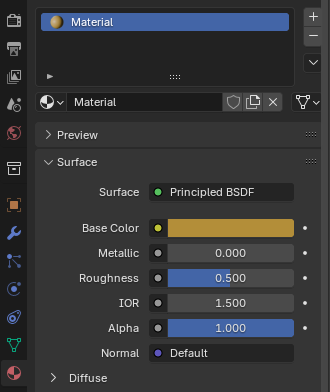 Material
Material
Preview
Surface
Surface Principled BSDF
Base Color
Metallic 0.000
Roughness 0.500
IOR 1.500
Alpha 1.000
Normal Default
Diffuse